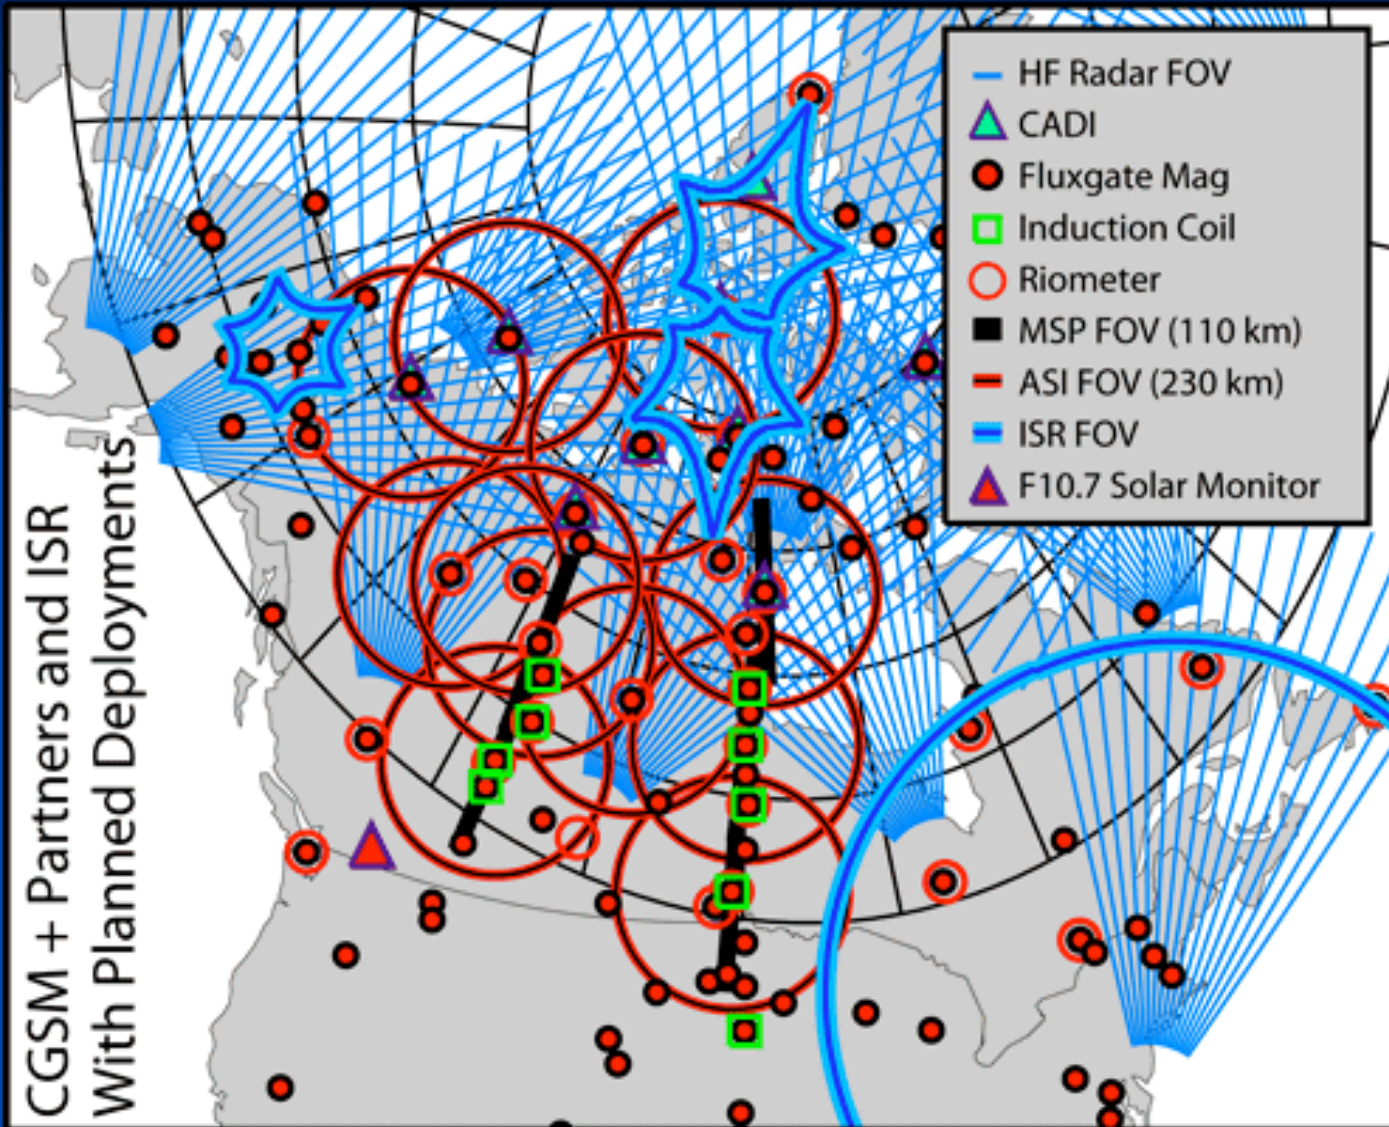 HF Radar FOV
CADI
Fluxgate Mag
Induction Coil
Riometer
MSP FOV (110 km)
ASI FOV (230 km)
ISR FOV
F10.7 Solar Monitor
CGSM + Partners and ISR
With Planned Deployments